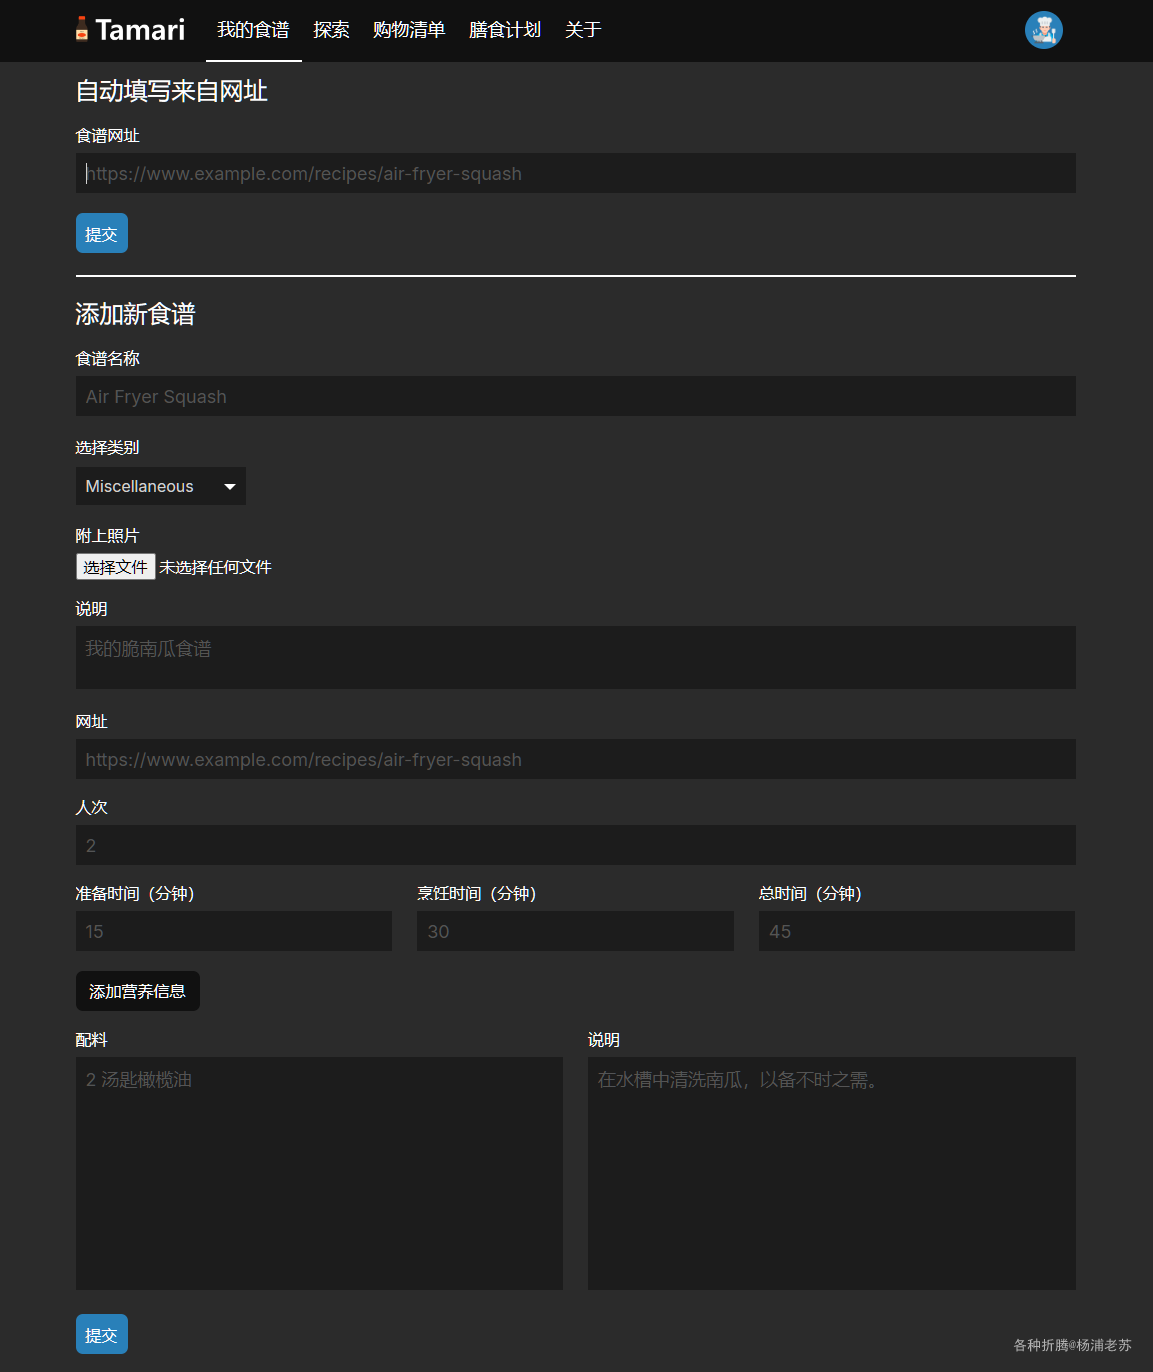 Tamari 我的食谱 探索 购物清单 膳食计划 关于
自动填写来自网址
食谱网址
https://www.example.com/recipes/air-fryer-squash
提交
添加新食谱
食谱名称
Air Fryer Squash
选择类别
Miscellaneous
附上照片
选择文件 未选择任何文件
说明
我的脆南瓜食谱
网址
https://www.example.com/recipes/air-fryer-squash
人次
2
准备时间（分钟） 烹饪时间（分钟） 总时间（分钟）
15 30 45
添加营养信息
配料 说明
2 汤匙橄榄油 在水槽中清洗南瓜，以备不时之需。
提交
各种折腾@杨浦老苏